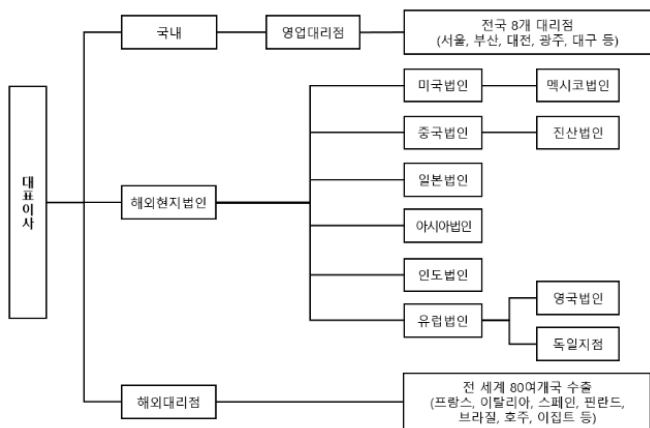 대표이사
국내
영업대리점
전국 8개 대리점
(서울, 부산, 대전, 광주, 대구 등)
해외현지법인
미국법인
멕시코법인
중국법인
진산법인
일본법인
아시아법인
인도법인
유럽법인
영국법인
독일지점
해외대리점
전 세계 80여개국 수출
(프랑스, 이탈리아, 스페인, 핀란드,
브라질, 호주, 이집트 등)